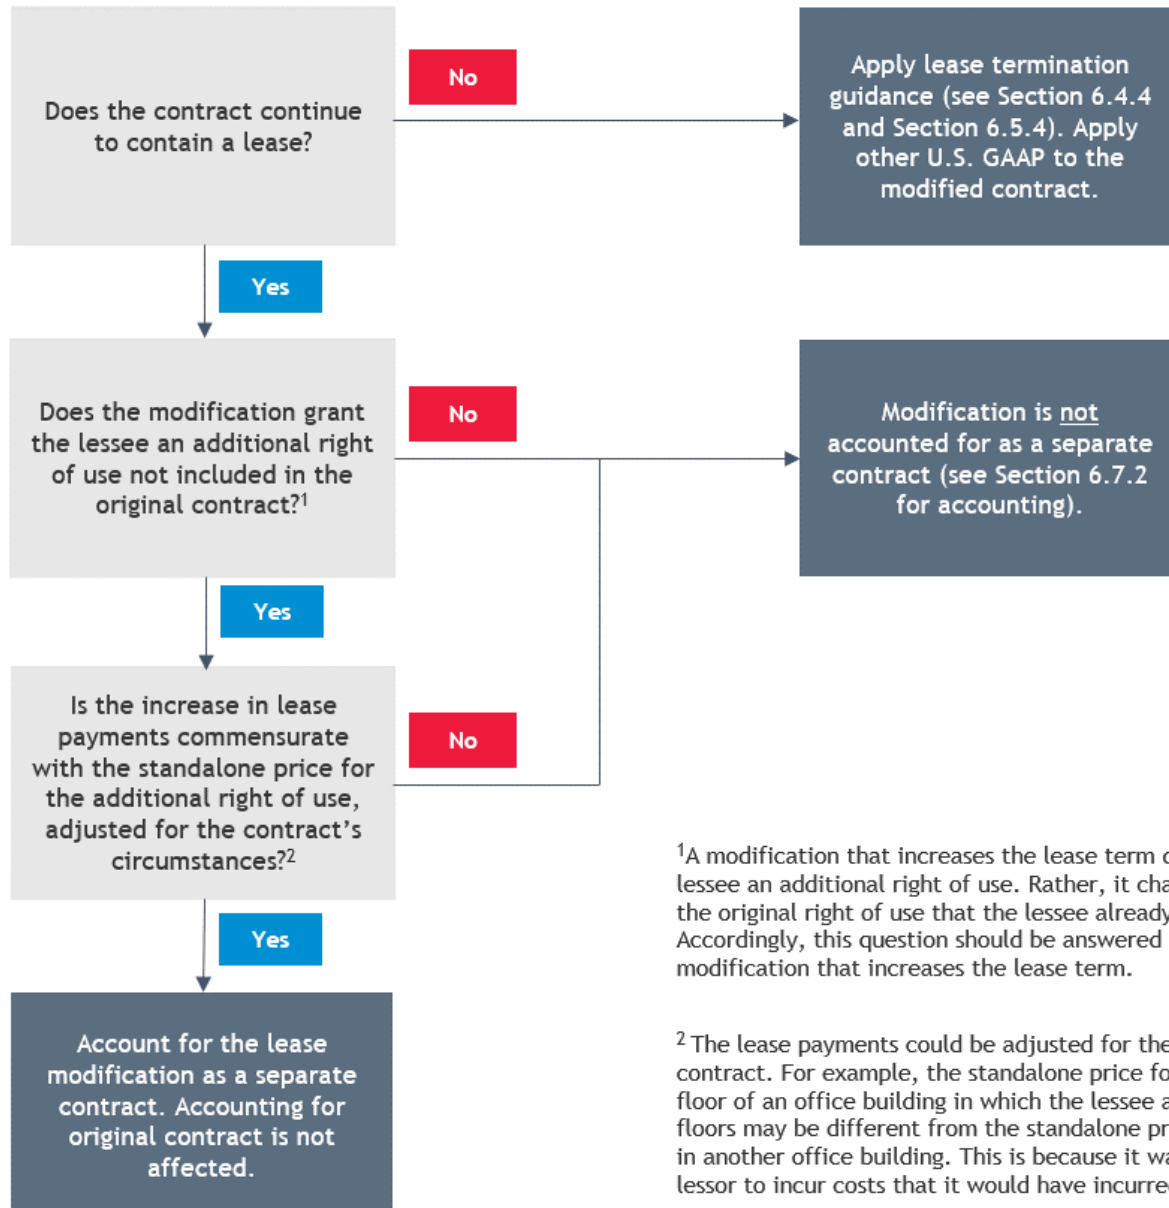 Does the contract continue
to contain a lease?
No
Apply lease termination
guidance (see Section 6.4.4
and Section 6.5.4). Apply
other U.S. GAAP to the
modified contract.
Yes
Does the modification grant
the lessee an additional right
of use not included in the
original contract?¹
No
Modification is not
accounted for as a separate
contract (see Section 6.7.2
for accounting).
Yes
Is the increase in lease
payments commensurate
with the standalone price for
the additional right of use,
adjusted for the contract’s
circumstances?²
No
Yes
Account for the lease
modification as a separate
contract. Accounting for
original contract is not
affected.
¹A modification that increases the lease term
lessee an additional right of use. Rather, it
the original right of use that the lessee already
Accordingly, this question should be answered
modification that increases the lease term.
² The lease payments could be adjusted for the
contract. For example, the standalone price
floor of an office building in which the lessee
floors may be different from the standalone
in another office building. This is because it
lessor to incur costs that it would have